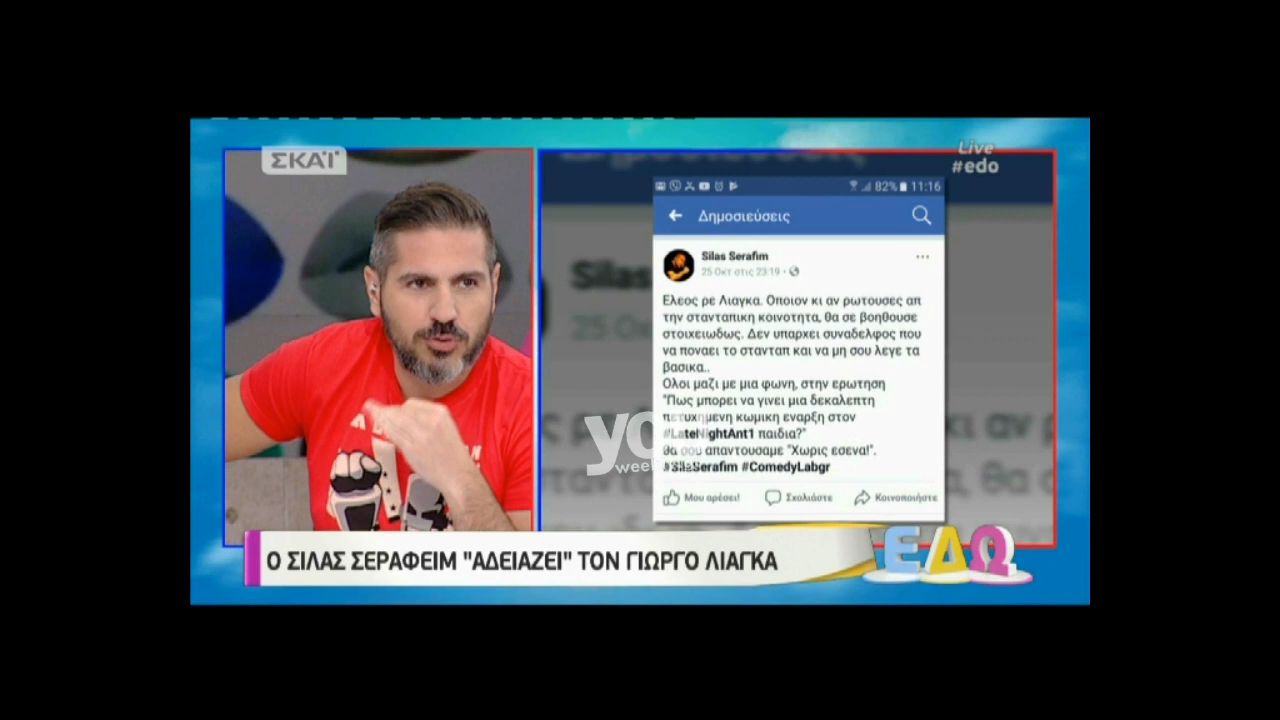 ΣΚΑΪ
Live
#edo
82% 11:16
Δημοσιεύσεις
Silas Serafim
25 Οκτ στις 23:19
Ελεος ρε Λιαγκα. Οποιον κι αν ρωτουσες απ
την στανταπικη κοινοτητα, θα σε βοηθουσε
στοιχειωδως. Δεν υπαρχει συναδελφος που
να ποναει το στανταπ και να μη σου λεγε τα
βασικα..
Ολοι μαζι με μια φωνη, στην ερωτηση
"Πως μπορει να γινει μια δεκαλεπτη
πετυχημενη κωμικη εναρξη στον
#LateNightAnt1 παιδια?"
θα σου απαντουσαμε "Χωρις εσενα!".
#SilaSerafim #ComedyLabgr
Μου αρέσει! Σχολιάστε Κοινοποιήστε
Ο ΣΙΛΑΣ ΣΕΡΑΦΕΙΜ "ΑΔΕΙΑΖΕΙ" ΤΟΝ ΓΙΩΡΓΟ ΛΙΑΓΚΑ
ΕΔΩ